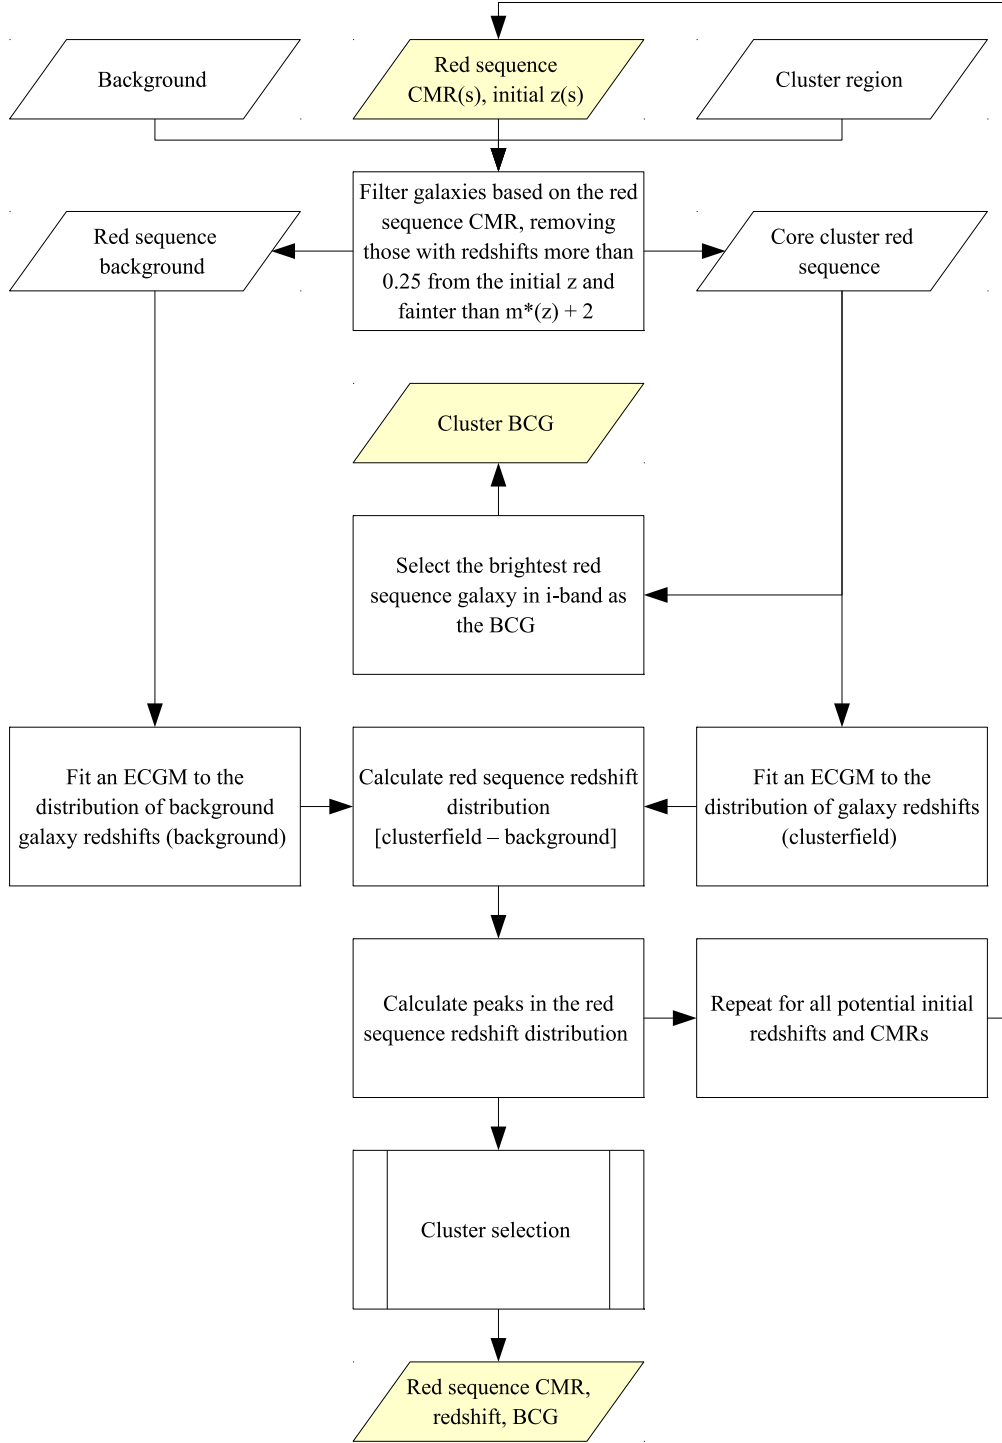 Background
Red sequence
CMR(s), initial z(s)
Cluster region
Filter galaxies based on the red
sequence CMR, removing
those with redshifts more than
0.25 from the initial z and
fainter than m*(z) + 2
Red sequence
background
Core cluster red
sequence
Cluster BCG
Select the brightest red
sequence galaxy in i-band as
the BCG
Fit an ECGM to the
distribution of background
galaxy redshifts (background)
Calculate red sequence redshift
distribution
[clusterfield – background]
Fit an ECGM to the
distribution of galaxy redshifts
(clusterfield)
Calculate peaks in the red
sequence redshift distribution
Repeat for all potential initial
redshifts and CMRs
Cluster selection
Red sequence CMR,
redshift, BCG